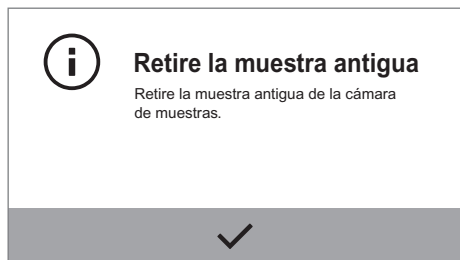 Retire la muestra antigua
Retire la muestra antigua de la cámara
de muestras.